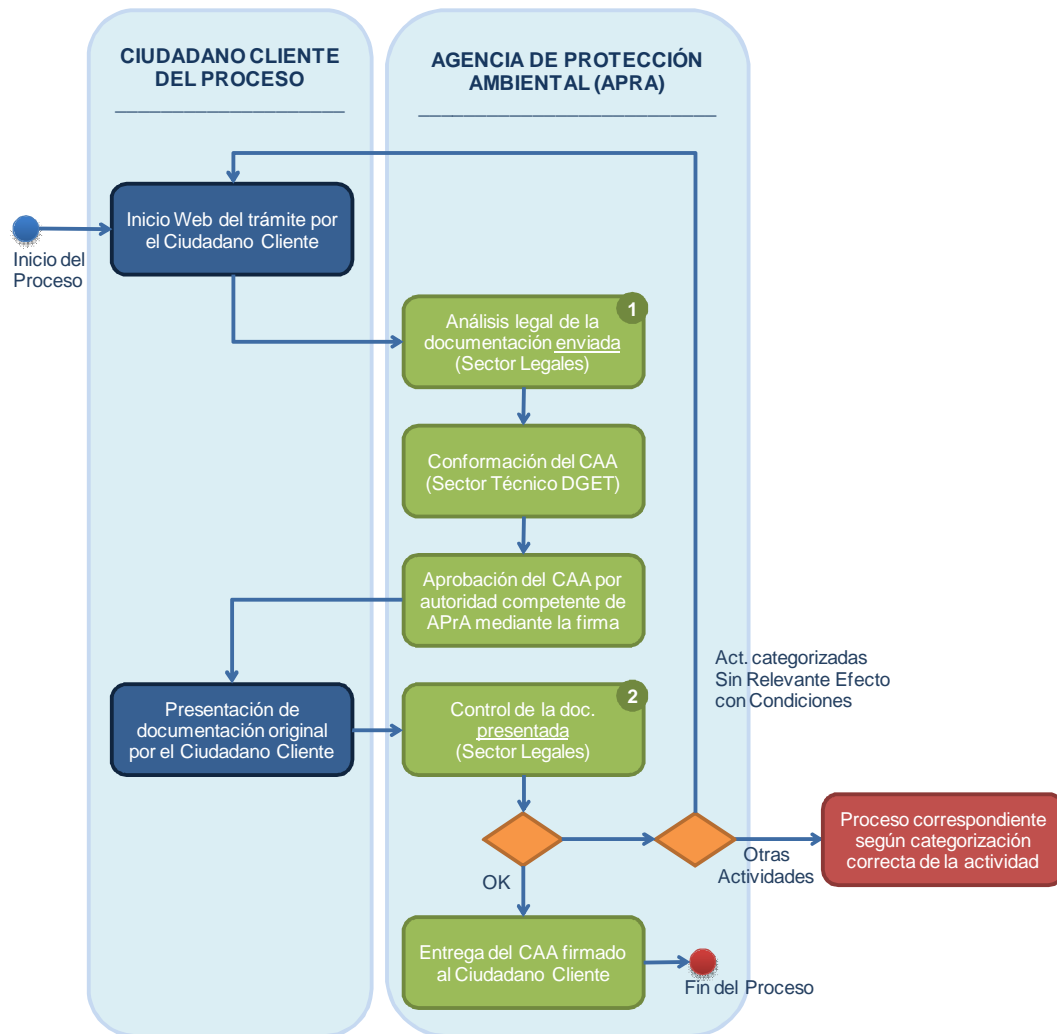 CIUDADANO CLIENTE
DEL PROCESO
AGENCIA DE PROTECCIÓN
AMBIENTAL (APRA)
Inicio Web del trámite por
el Ciudadano Cliente
Inicio del
Proceso
1
Análisis legal de la
documentación enviada
(Sector Legales)
Conformación del CAA
(Sector Técnico DGET)
Aprobación del CAA por
autoridad competente de
APrA mediante la firma
Act. categorizadas
Sin Relevante Efecto
con Condiciones
Presentación de
documentación original
por el Ciudadano Cliente
2
Control de la doc.
presentada
(Sector Legales)
Proceso correspondiente
según categorización
correcta de la actividad
Otras
Actividades
OK
Entrega del CAA firmado
al Ciudadano Cliente
Fin del Proceso